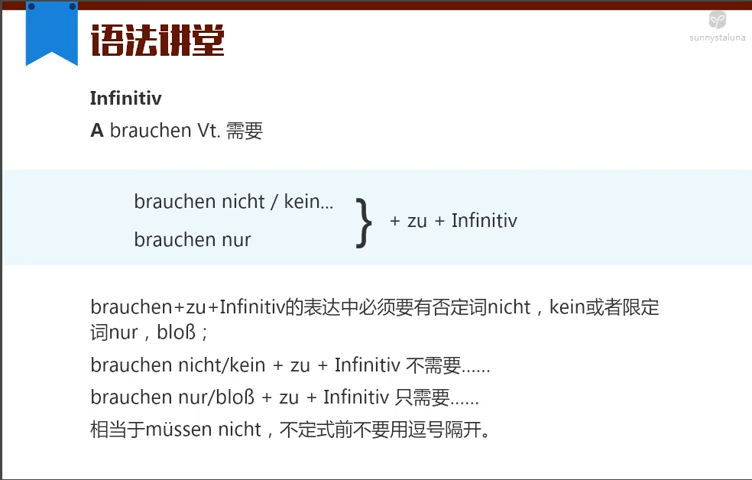 语法讲堂
sunnystaluna
Infinitiv
A brauchen Vt. 需要
brauchen nicht / kein...
brauchen nur
} + zu + Infinitiv
brauchen+zu+Infinitiv的表达中必须要有否定词nicht，kein或者限定
词nur，bloß；
brauchen nicht/kein + zu + Infinitiv 不需要……
brauchen nur/bloß + zu + Infinitiv 只需要……
相当于müssen nicht，不定式前不要用逗号隔开。